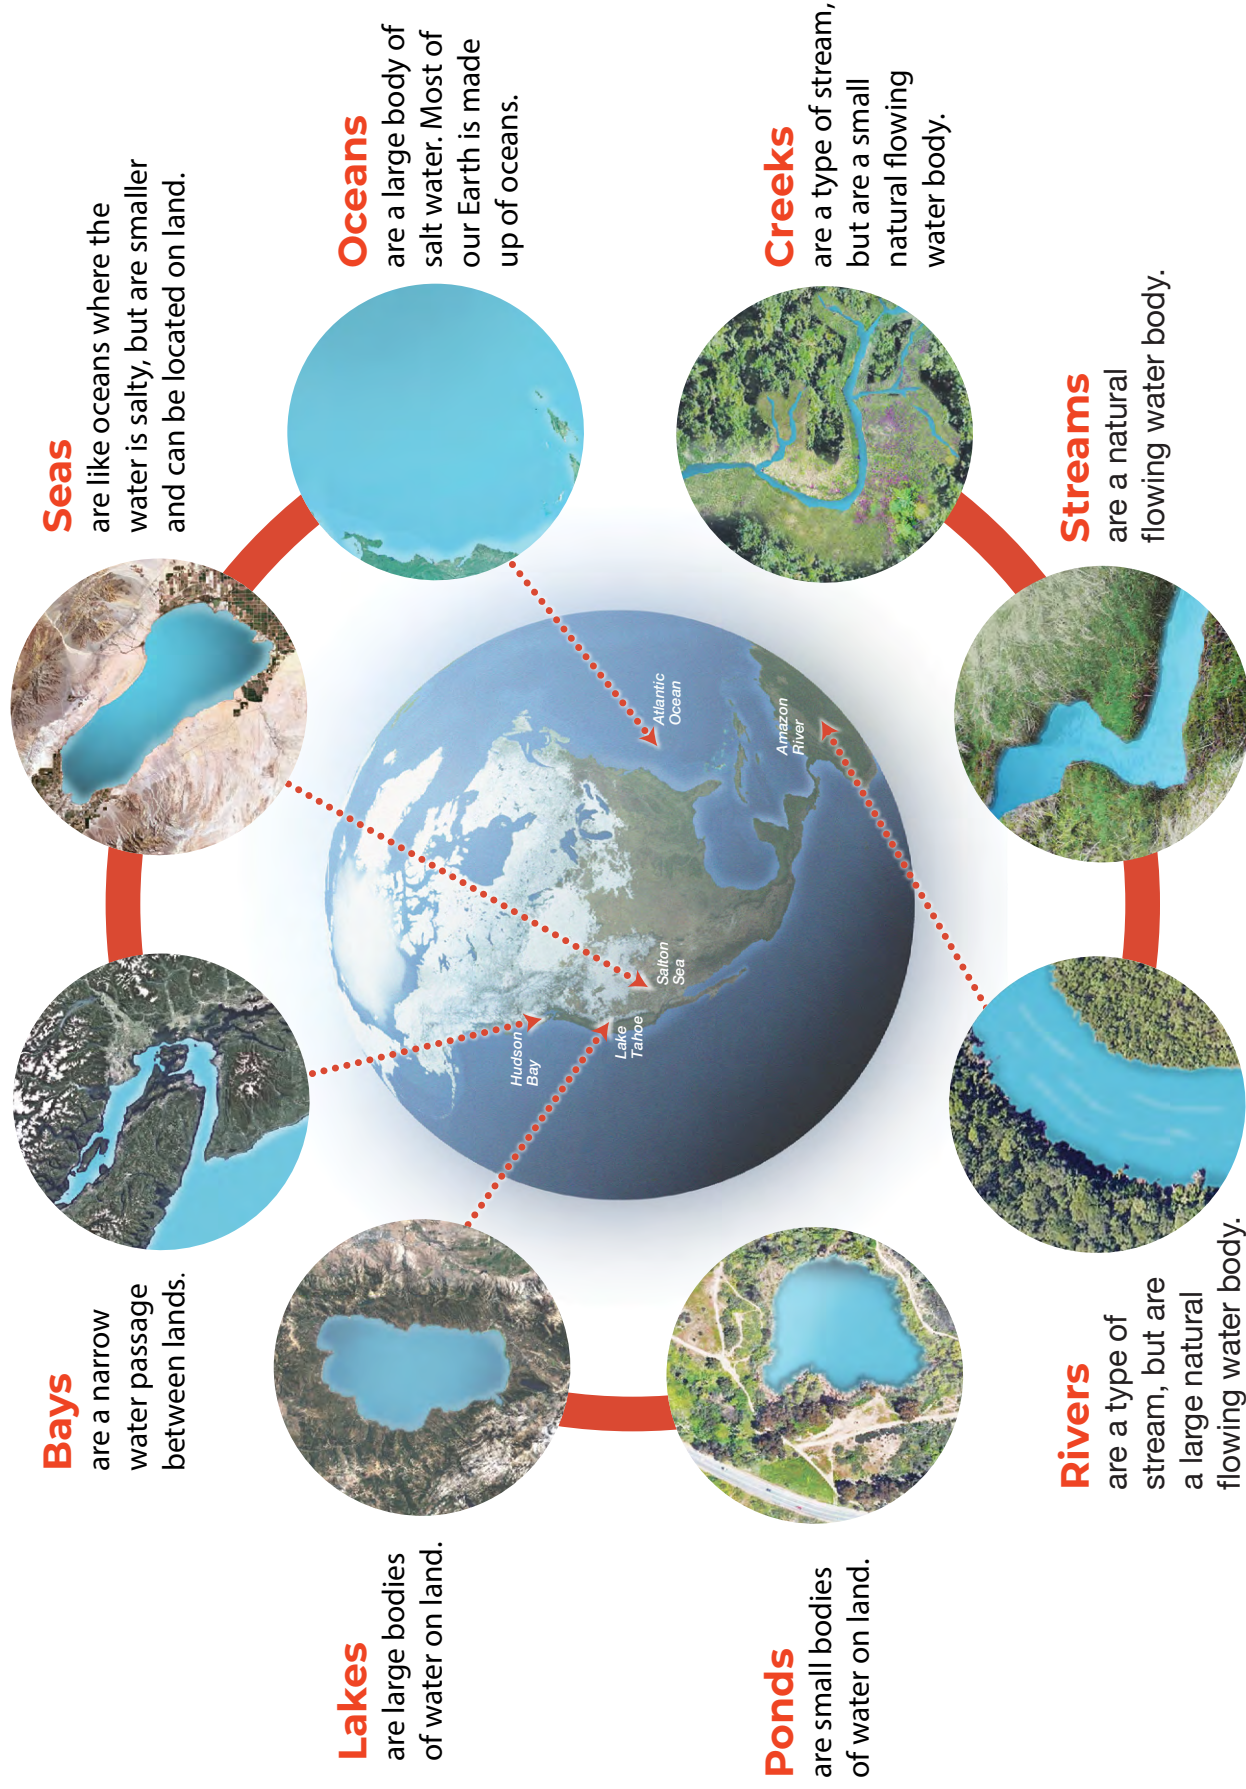 Bays
are a narrow
water passage
between lands.
Seas
are like oceans where the
water is salty, but are smaller
and can be located on land.
Lakes
are large bodies
of water on land.
Oceans
are a large body of
salt water. Most of
our Earth is made
up of oceans.
Hudson
Bay
Lake
Tahoe
Salton
Sea
Atlantic
Ocean
Amazon
River
Ponds
are small bodies
of water on land.
Creeks
are a type of stream,
but are a small
natural flowing
water body.
Rivers
are a type of
stream, but are
a large natural
flowing water body.
Streams
are a natural
flowing water body.